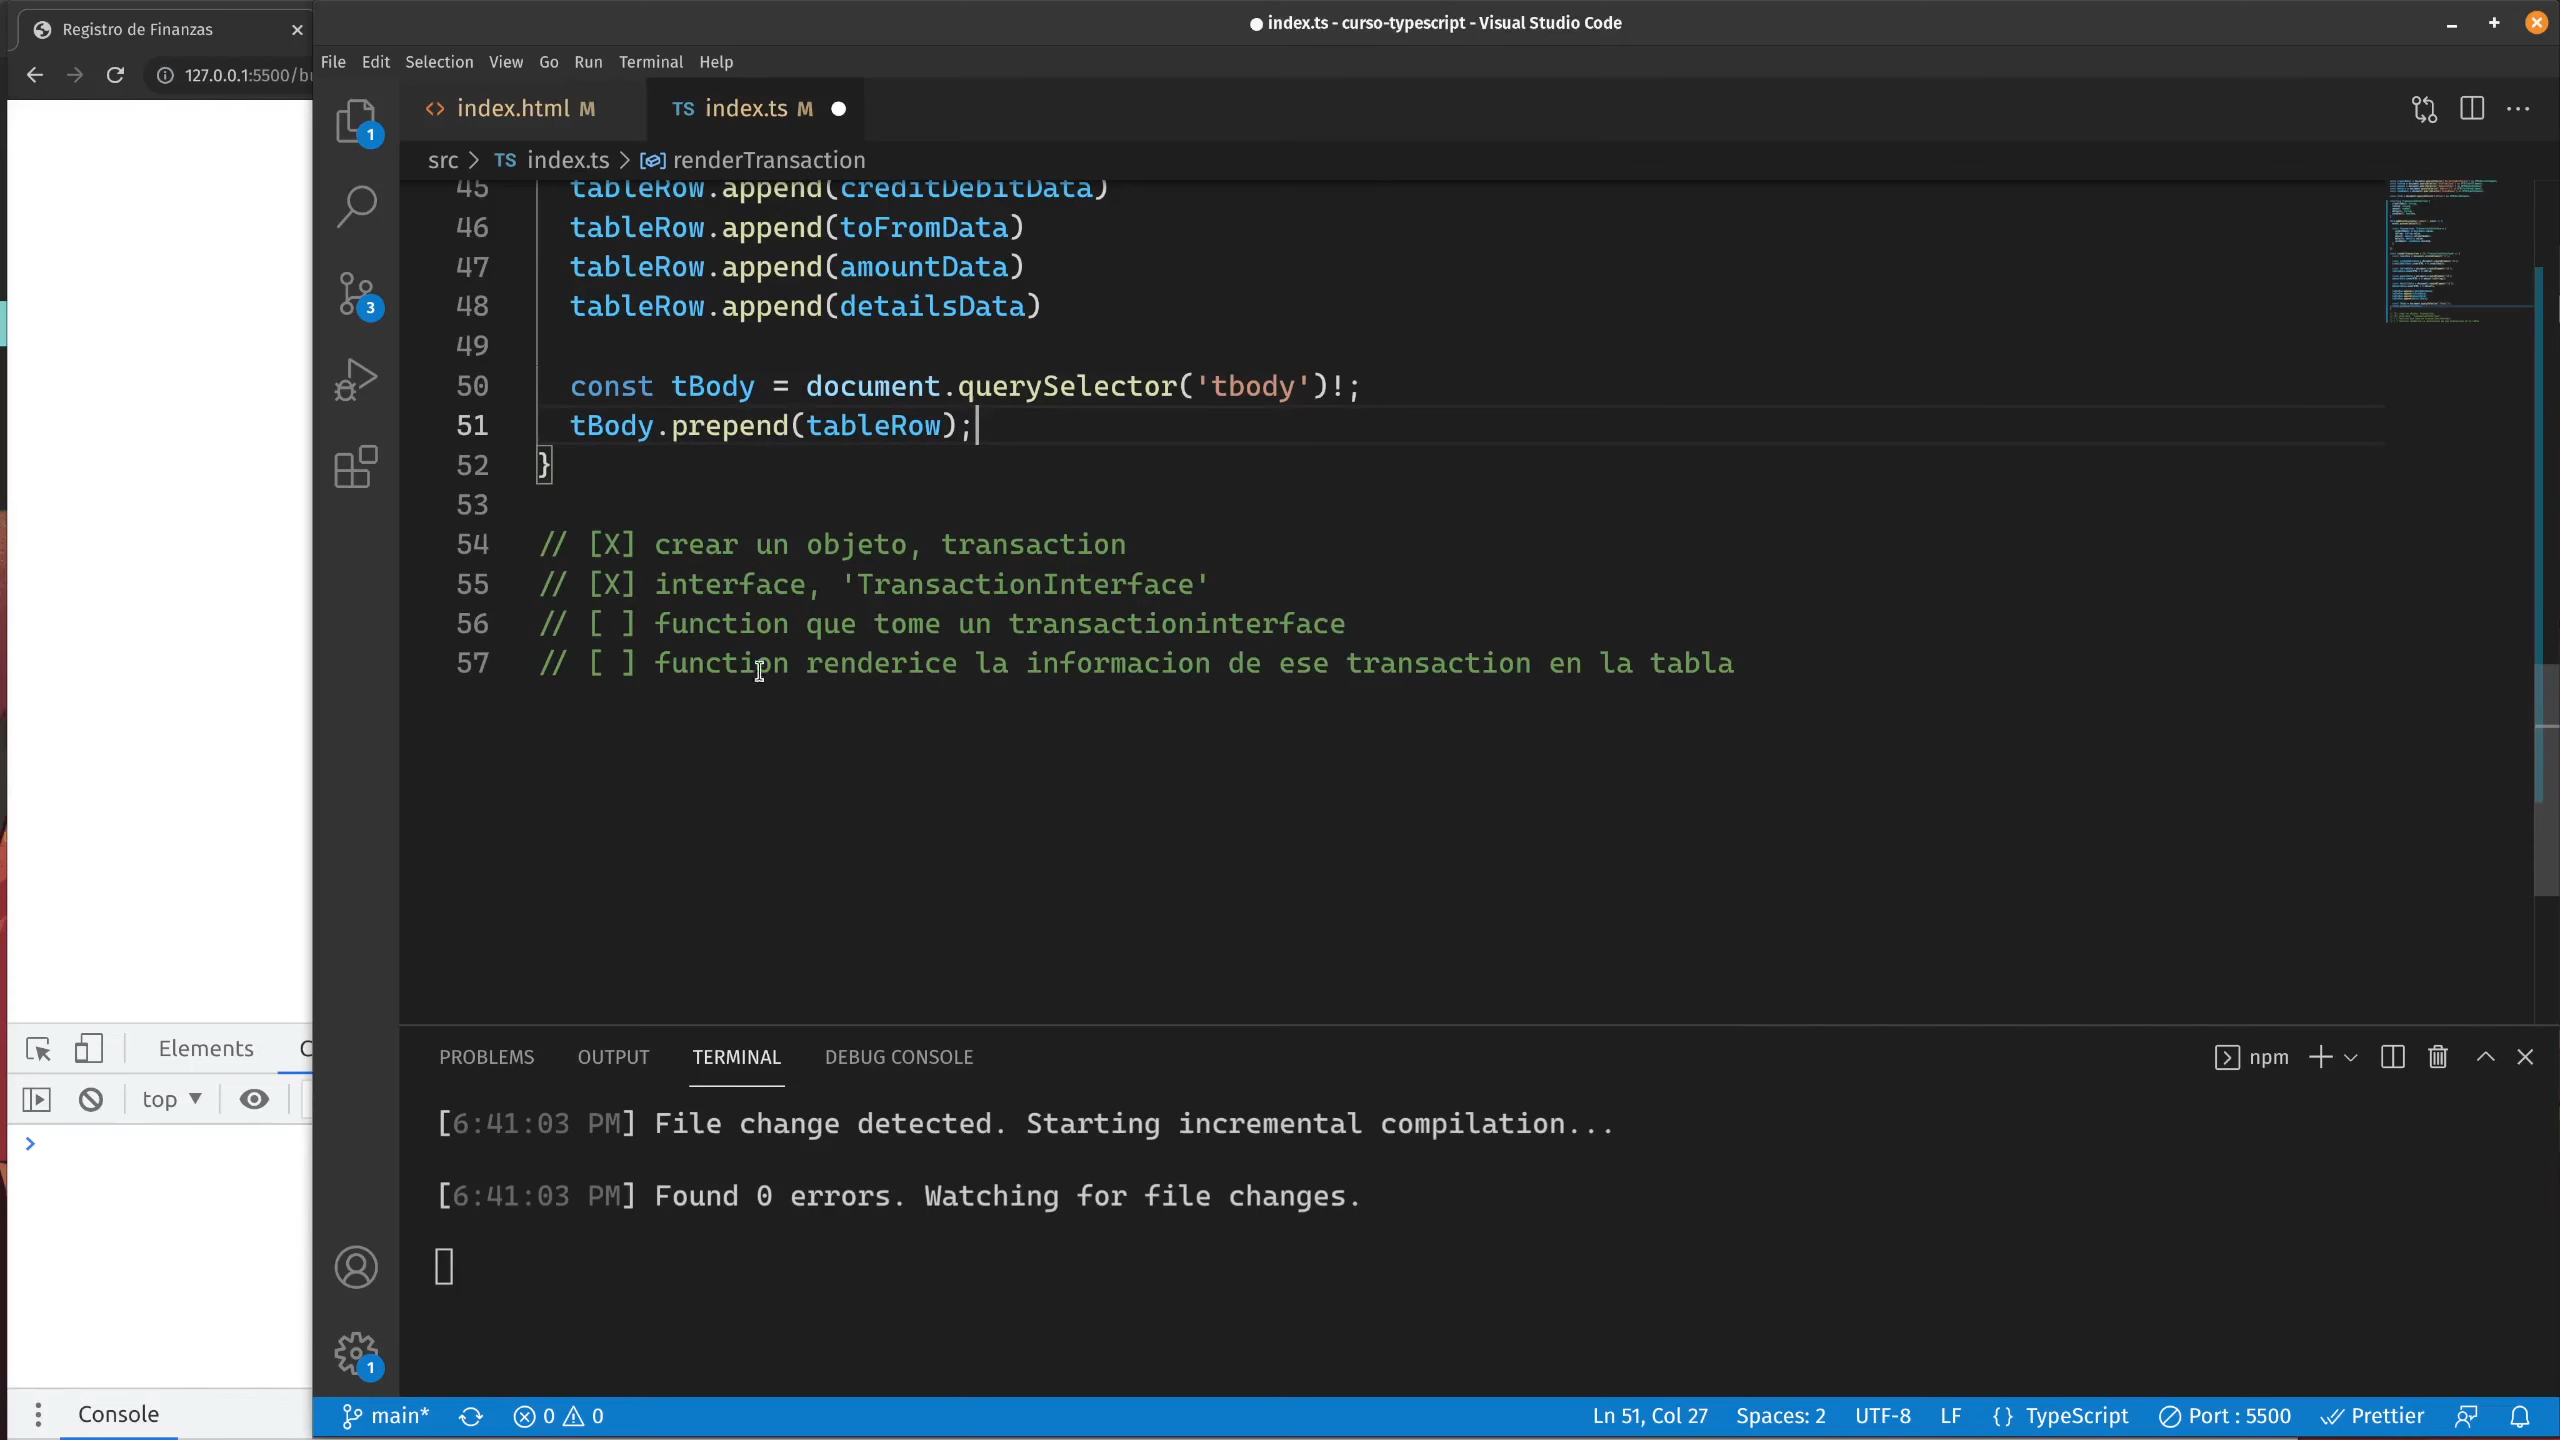 Registro de Finanzas
127.0.0.1:5500/bu
● index.ts - curso-typescript - Visual Studio Code
File Edit Selection View Go Run Terminal Help
<> index.html M
TS index.ts M
src > TS index.ts > renderTransaction
45 tableRow.append(creditDebitData)
46 tableRow.append(toFromData)
47 tableRow.append(amountData)
48 tableRow.append(detailsData)
49
50 const tBody = document.querySelector('tbody')!;
51 tBody.prepend(tableRow);
52 }
53
54 // [X] crear un objeto, transaction
55 // [X] interface, 'TransactionInterface'
56 // [ ] function que tome un transactioninterface
57 // [ ] function renderice la informacion de ese transaction en la tabla
1
3
1
Elements
top
Console
PROBLEMS OUTPUT TERMINAL DEBUG CONSOLE
npm
[6:41:03 PM] File change detected. Starting incremental compilation...
[6:41:03 PM] Found 0 errors. Watching for file changes.
main* 0 0
Ln 51, Col 27 Spaces: 2 UTF-8 LF {} TypeScript Port : 5500 Prettier